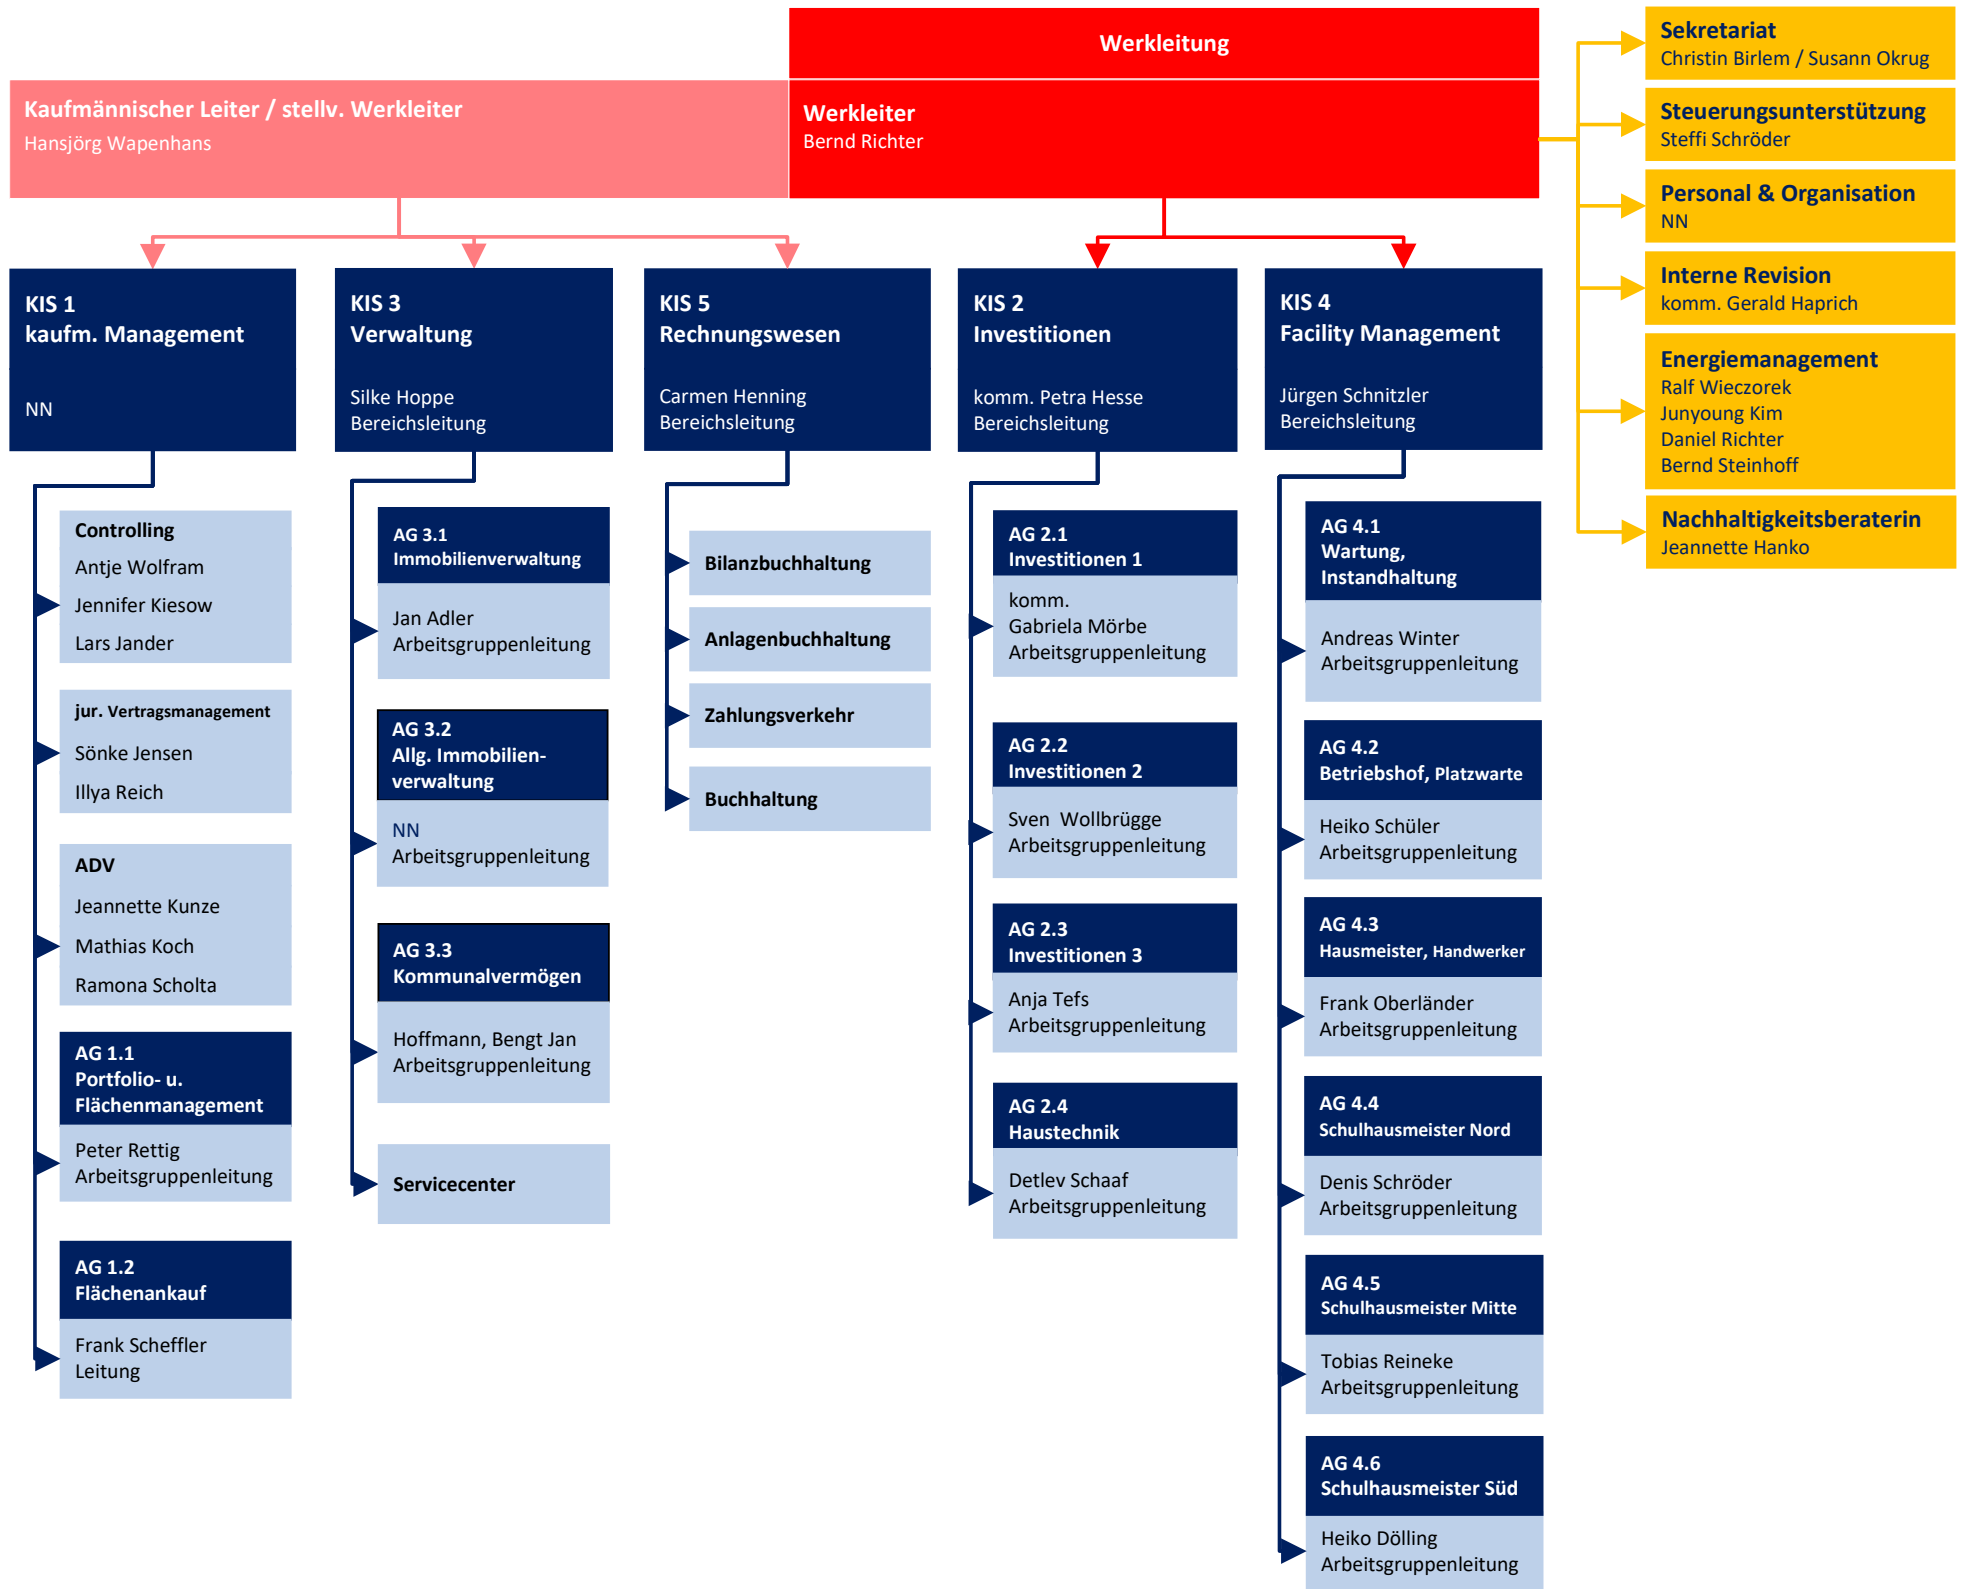 Werkleitung
Kaufmännischer Leiter / stellv. Werkleiter
Hansjörg Wapenhans
Werkleiter
Bernd Richter
Sekretariat
Christin Birlem / Susann Okrug
Steuerungsunterstützung
Steffi Schröder
Personal & Organisation
NN
Interne Revision
komm. Gerald Haprich
Energiemanagement
Ralf Wieczorek
Junyoung Kim
Daniel Richter
Bernd Steinhoff
Nachhaltigkeitsberaterin
Jeannette Hanko
KIS 1
kaufm. Management
NN
Controlling
Antje Wolfram
Jennifer Kiesow
Lars Jander
jur. Vertragsmanagement
Sönke Jensen
Illya Reich
ADV
Jeannette Kunze
Mathias Koch
Ramona Scholta
AG 1.1
Portfolio- u.
Flächenmanagement
Peter Rettig
Arbeitsgruppenleitung
AG 1.2
Flächenankauf
Frank Scheffler
Leitung
KIS 3
Verwaltung
Silke Hoppe
Bereichsleitung
AG 3.1
Immobilienverwaltung
Jan Adler
Arbeitsgruppenleitung
AG 3.2
Allg. Immobilien-
verwaltung
NN
Arbeitsgruppenleitung
AG 3.3
Kommunalvermögen
Hoffmann, Bengt Jan
Arbeitsgruppenleitung
Servicecenter
KIS 5
Rechnungswesen
Carmen Henning
Bereichsleitung
Bilanzbuchhaltung
Anlagenbuchhaltung
Zahlungsverkehr
Buchhaltung
KIS 2
Investitionen
komm. Petra Hesse
Bereichsleitung
AG 2.1
Investitionen 1
komm.
Gabriela Mörbe
Arbeitsgruppenleitung
AG 2.2
Investitionen 2
Sven  Wollbrügge
Arbeitsgruppenleitung
AG 2.3
Investitionen 3
Anja Tefs
Arbeitsgruppenleitung
AG 2.4
Haustechnik
Detlev Schaaf
Arbeitsgruppenleitung
KIS 4
Facility Management
Jürgen Schnitzler
Bereichsleitung
AG 4.1
Wartung,
Instandhaltung
Andreas Winter
Arbeitsgruppenleitung
AG 4.2
Betriebshof, Platzwarte
Heiko Schüler
Arbeitsgruppenleitung
AG 4.3
Hausmeister, Handwerker
Frank Oberländer
Arbeitsgruppenleitung
AG 4.4
Schulhausmeister Nord
Denis Schröder
Arbeitsgruppenleitung
AG 4.5
Schulhausmeister Mitte
Tobias Reineke
Arbeitsgruppenleitung
AG 4.6
Schulhausmeister Süd
Heiko Dölling
Arbeitsgruppenleitung